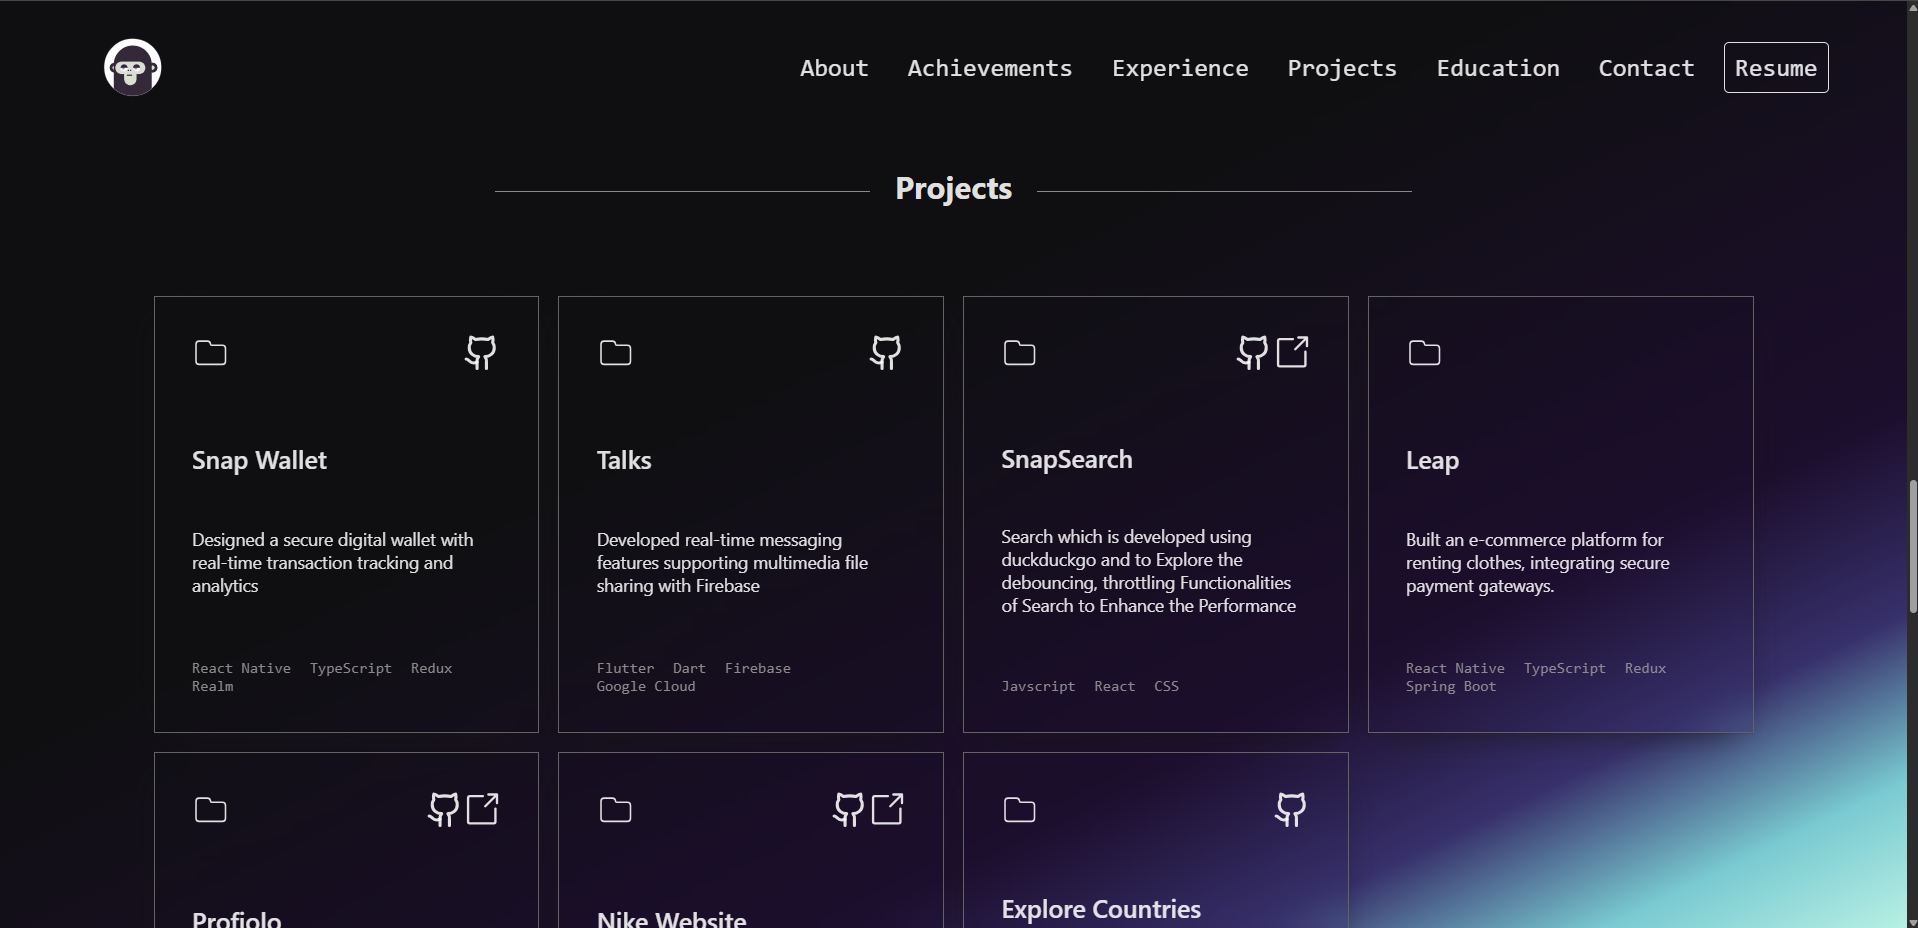 About Achievements Experience Projects Education Contact Resume
Projects
Snap Wallet
Designed a secure digital wallet with
real-time transaction tracking and
analytics
React Native TypeScript Redux
Realm
Talks
Developed real-time messaging
features supporting multimedia file
sharing with Firebase
Flutter Dart Firebase
Google Cloud
SnapSearch
Search which is developed using
duckduckgo and to Explore the
debouncing, throttling Functionalities
of Search to Enhance the Performance
Javscript React CSS
Leap
Built an e-commerce platform for
renting clothes, integrating secure
payment gateways.
React Native TypeScript Redux
Spring Boot
Profiolo
Nike Website
Explore Countries